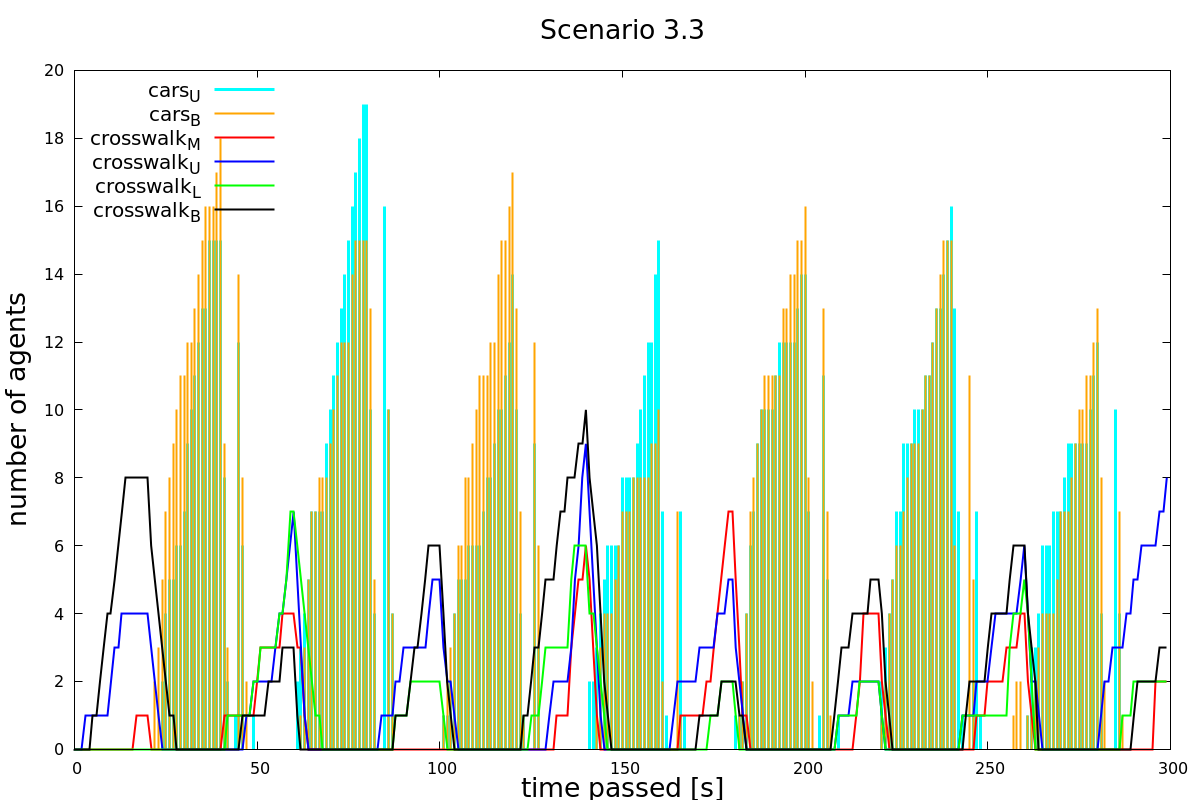 Scenario 3.3
number of agents
20
18
16
14
12
10
8
6
4
2
0
cars_U
cars_B
crosswalk_M
crosswalk_U
crosswalk_L
crosswalk_B
0 50 100 150 200 250 300
time passed [s]